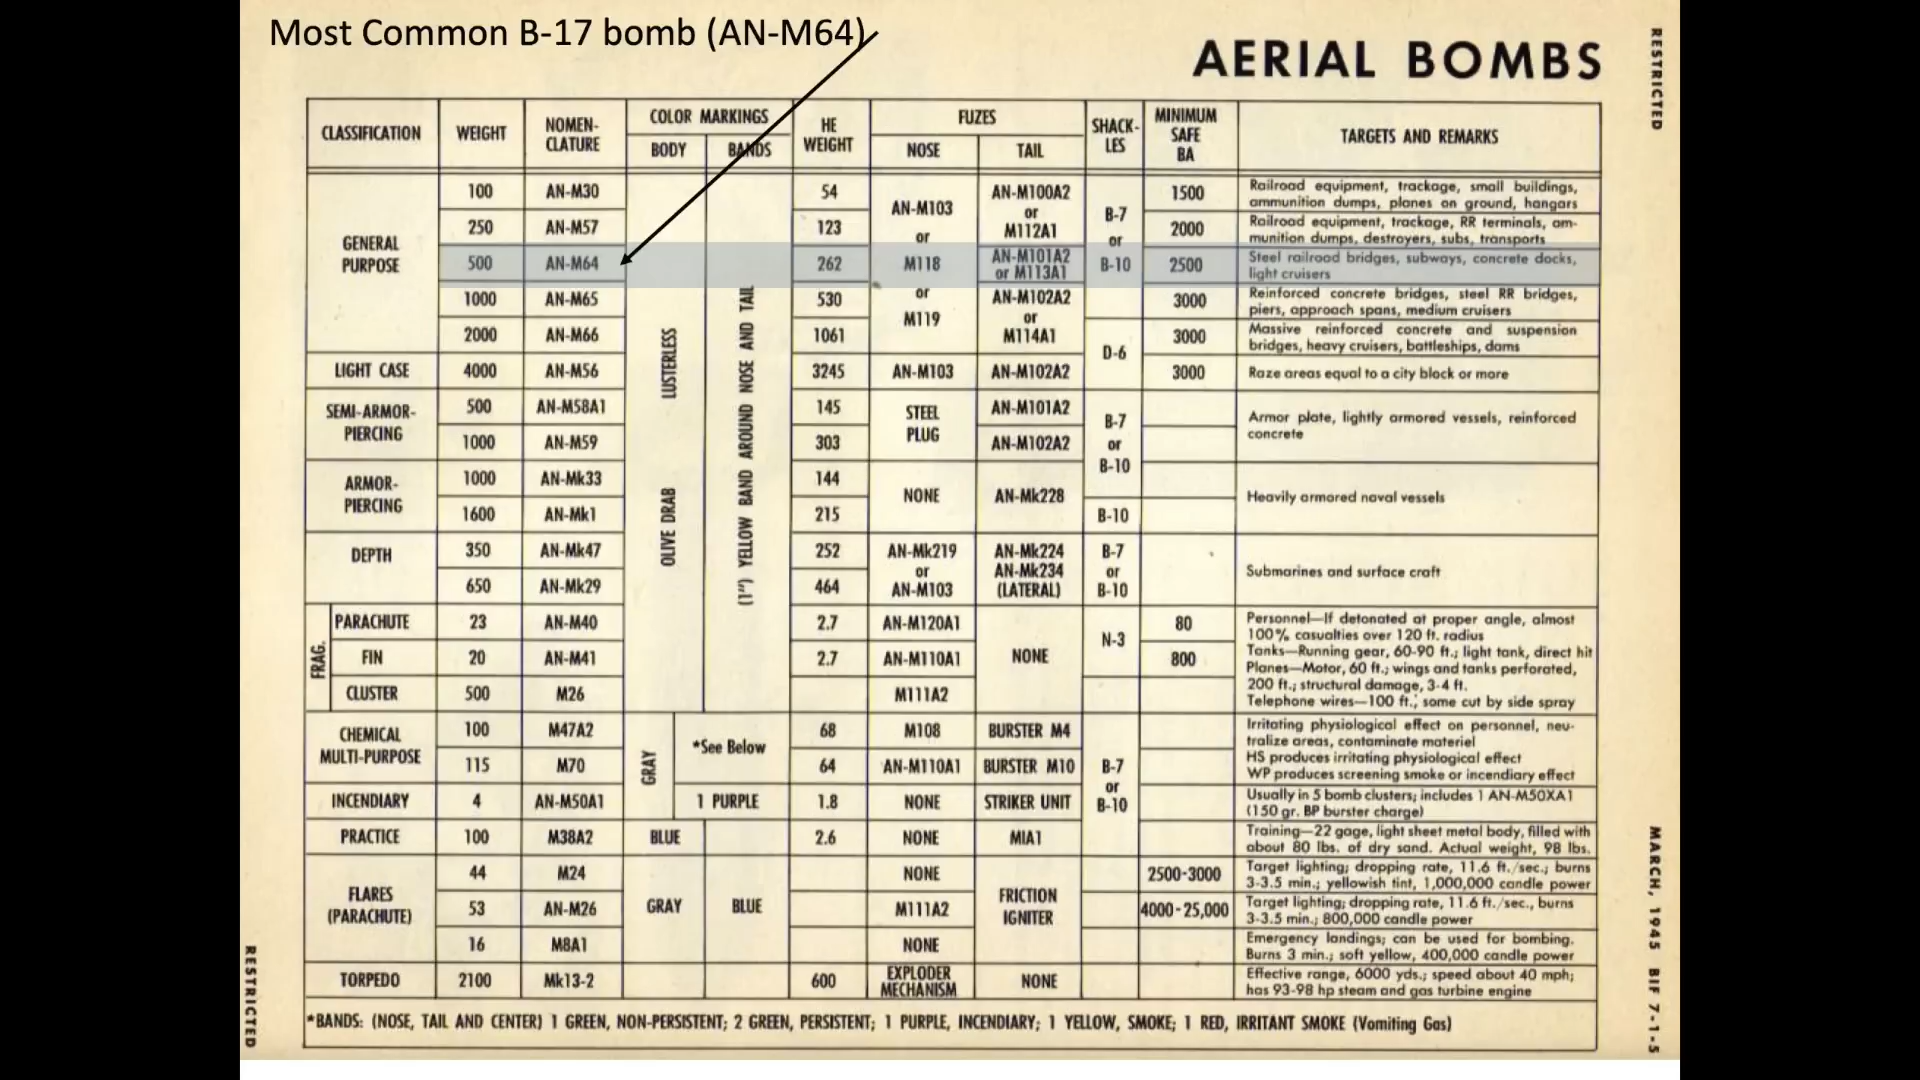 Most Common B-17 bomb (AN-M64)
AERIAL BOMBS
RESTRICTED
CLASSIFICATION WEIGHT NOMEN-CLATURE COLOR MARKINGS BODY BANDS HE WEIGHT FUZES NOSE TAIL SHACK-LES MINIMUM SAFE BA TARGETS AND REMARKS
GENERAL PURPOSE
LUSTERLESS OLIVE DRAB
(1") YELLOW BAND AROUND NOSE AND TAIL
100 AN-M30 54 AN-M103 AN-M100A2 1500 Railroad equipment, trackage, small buildings,
ammunition dumps, planes on ground, hangars
or B-7
250 AN-M57 123 or M112A1 or 2000 Railroad equipment, trackage, RR terminals, am-
munition dumps, destroyers, subs, transports
500 AN-M64 262 M118 AN-M101A2 B-10 2500 Steel railroad bridges, subways, concrete docks,
or M113A1 light cruisers
1000 AN-M65 530 or AN-M102A2 3000 Reinforced concrete bridges, steel RR bridges,
M119 or piers, approach spans, medium cruisers
2000 AN-M66 1061 M114A1 D-6 3000 Massive reinforced concrete and suspension
bridges, heavy cruisers, battleships, dams
LIGHT CASE 4000 AN-M56 3245 AN-M103 AN-M102A2 3000 Raze areas equal to a city block or more
SEMI-ARMOR-PIERCING 500 AN-M58A1 145 STEEL PLUG AN-M101A2 B-7 or B-10 Armor plate, lightly armored vessels, reinforced
concrete
1000 AN-M59 303 AN-M102A2
ARMOR-PIERCING 1000 AN-Mk33 144 NONE AN-Mk228 Heavily armored naval vessels
1600 AN-Mk1 215 B-10
DEPTH 350 AN-Mk47 252 AN-Mk219 AN-Mk224 B-7
or AN-Mk234 or Submarines and surface craft
650 AN-Mk29 464 AN-M103 (LATERAL) B-10
FRAG.
PARACHUTE 23 AN-M40 2.7 AN-M120A1 NONE N-3 80 Personnel—If detonated at proper angle, almost
100% casualties over 120 ft. radius
FIN 20 AN-M41 2.7 AN-M110A1 800 Tanks—Running gear, 60-90 ft.; light tank, direct hit
Planes—Motor, 60 ft.; wings and tanks perforated,
CLUSTER 500 M26 M111A2 200 ft.; structural damage, 3-4 ft.
Telephone wires—100 ft.; some cut by side spray
CHEMICAL MULTI-PURPOSE 100 M47A2 GRAY *See Below 68 M108 BURSTER M4 B-7 or B-10 Irritating physiological effect on personnel, neu-
tralize areas, contaminate materiel
115 M70 64 AN-M110A1 BURSTER M10 HS produces irritating physiological effect
WP produces screening smoke or incendiary effect
INCENDIARY 4 AN-M50A1 1 PURPLE 1.8 NONE STRIKER UNIT Usually in 5 bomb clusters; includes 1 AN-M50XA1
(150 gr. BP burster charge)
PRACTICE 100 M38A2 BLUE 2.6 NONE MIA1 Training—22 gage, light sheet metal body, filled with
about 80 lbs. of dry sand. Actual weight, 98 lbs.
FLARES (PARACHUTE) 44 M24 GRAY BLUE NONE FRICTION IGNITER 2500-3000 Target lighting; dropping rate, 11.6 ft./sec.; burns
3-3.5 min.; yellowish tint, 1,000,000 candle power
53 AN-M26 M111A2 4000-25,000 Target lighting; dropping rate, 11.6 ft./sec., burns
3-3.5 min.; 800,000 candle power
16 M8A1 NONE Emergency landings; can be used for bombing.
Burns 3 min.; soft yellow, 400,000 candle power
TORPEDO 2100 Mk13-2 600 EXPLODER MECHANISM NONE Effective range, 6000 yds.; speed about 40 mph;
has 93-98 hp steam and gas turbine engine
*BANDS: (NOSE, TAIL AND CENTER) 1 GREEN, NON-PERSISTENT; 2 GREEN, PERSISTENT; 1 PURPLE, INCENDIARY; 1 YELLOW, SMOKE; 1 RED, IRRITANT SMOKE (Vomiting Gas)
RESTRICTED
MARCH, 1945 BIF 7-1-5